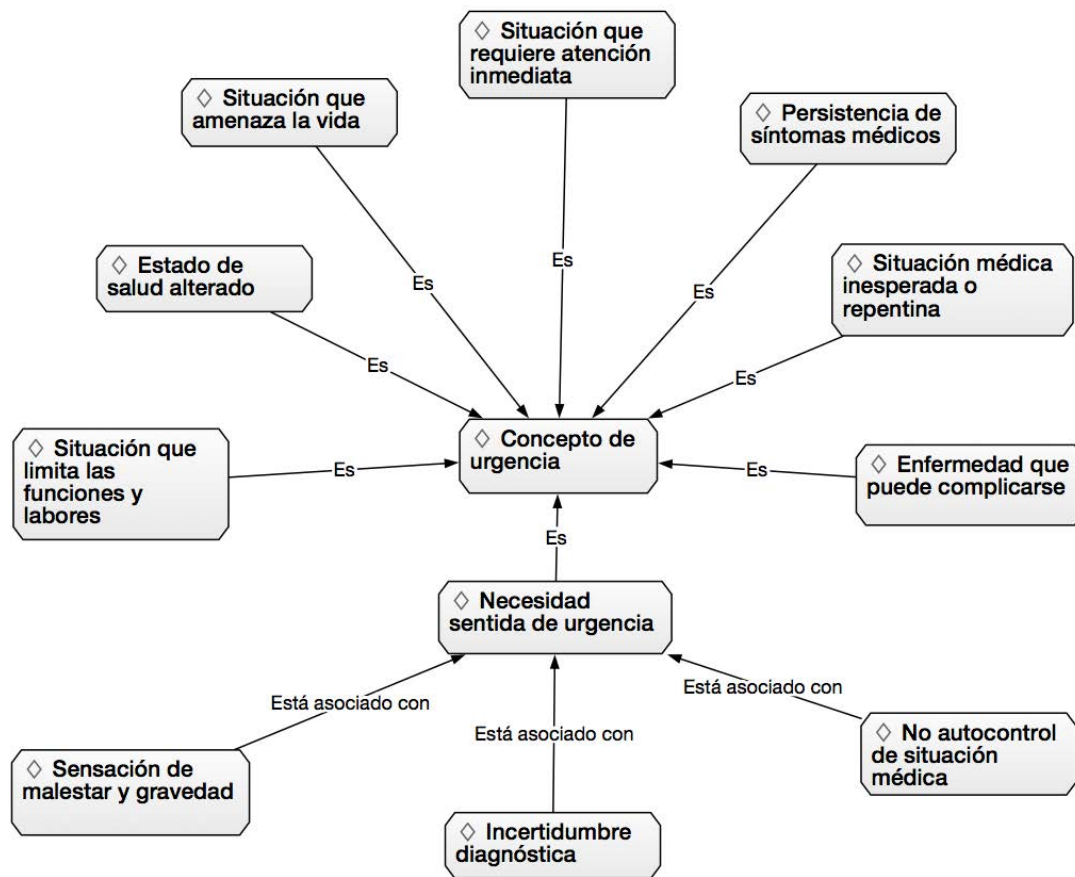 ◇ Situación que
requiere atención
inmediata
◇ Situación que
amenaza la vida
◇ Persistencia de
síntomas médicos
◇ Estado de
salud alterado
◇ Situación médica
inesperada o
repentina
Es
Es
Es
Es
Es
◇ Situación que
limita las
funciones y
labores
Es
◇ Concepto de
urgencia
Es
◇ Enfermedad que
puede complicarse
Es
◇ Necesidad
sentida de urgencia
Está asociado con
Está asociado con
Está asociado con
◇ Sensación de
malestar y gravedad
◇ Incertidumbre
diagnóstica
◇ No autocontrol
de situación
médica